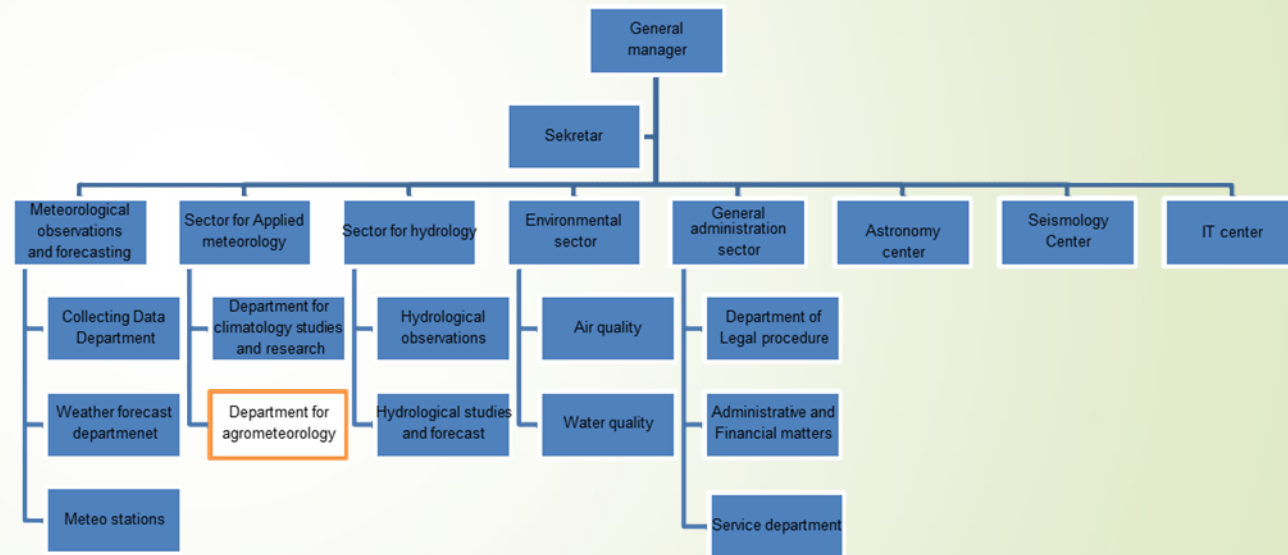 General
manager
Sekretar
Meteorological
observations
and forecasting
Sector for Applied
meteorology
Sector for hydrology
Environmental
sector
General
administration
sector
Astronomy
center
Seismology
Center
IT center
Collecting Data
Department
Department for
climatology studies
and research
Hydrological
observations
Air quality
Department of
Legal procedure
Weather forecast
departmenet
Department for
agrometeorology
Hydrological studies
and forecast
Water quality
Administrative and
Financial matters
Meteo stations
Service department